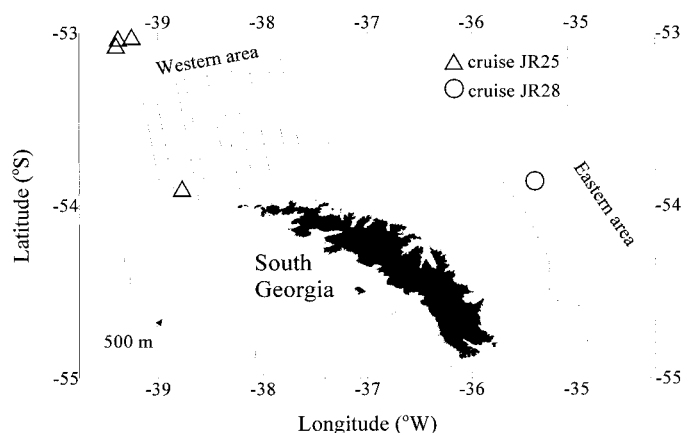 -39 -38 -37 -36 -35
-53 -53
Western area
cruise JR25
cruise JR28
Latitude (°S)
Eastern area
-54 -54
South
Georgia
500 m
-55 -55
-39 -38 -37 -36 -35
Longitude (°W)